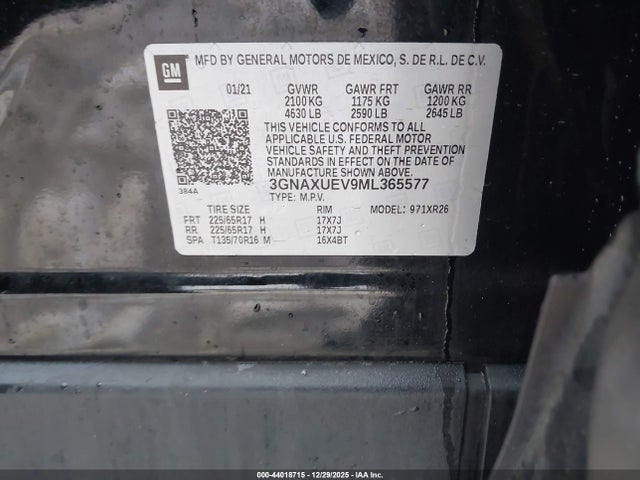 GM
MFD BY GENERAL MOTORS DE MEXICO, S. DE R.L. DE C.V.
01/21 GVWR GAWR FRT GAWR RR
2100 KG 1175 KG 1200 KG
4630 LB 2590 LB 2645 LB
THIS VEHICLE CONFORMS TO ALL
APPLICABLE U.S. FEDERAL MOTOR
VEHICLE SAFETY AND THEFT PREVENTION
STANDARDS IN EFFECT ON THE DATE OF
MANUFACTURE SHOWN ABOVE.
384A
3GNAXUEV9ML365577
TYPE: M.P.V.
TIRE SIZE RIM MODEL: 971XR26
FRT 225/65R17 H 17X7J
RR 225/65R17 H 17X7J
SPA T135/70R16 M 16X4BT
000-44018715 - 12/29/2025 - IAA Inc.